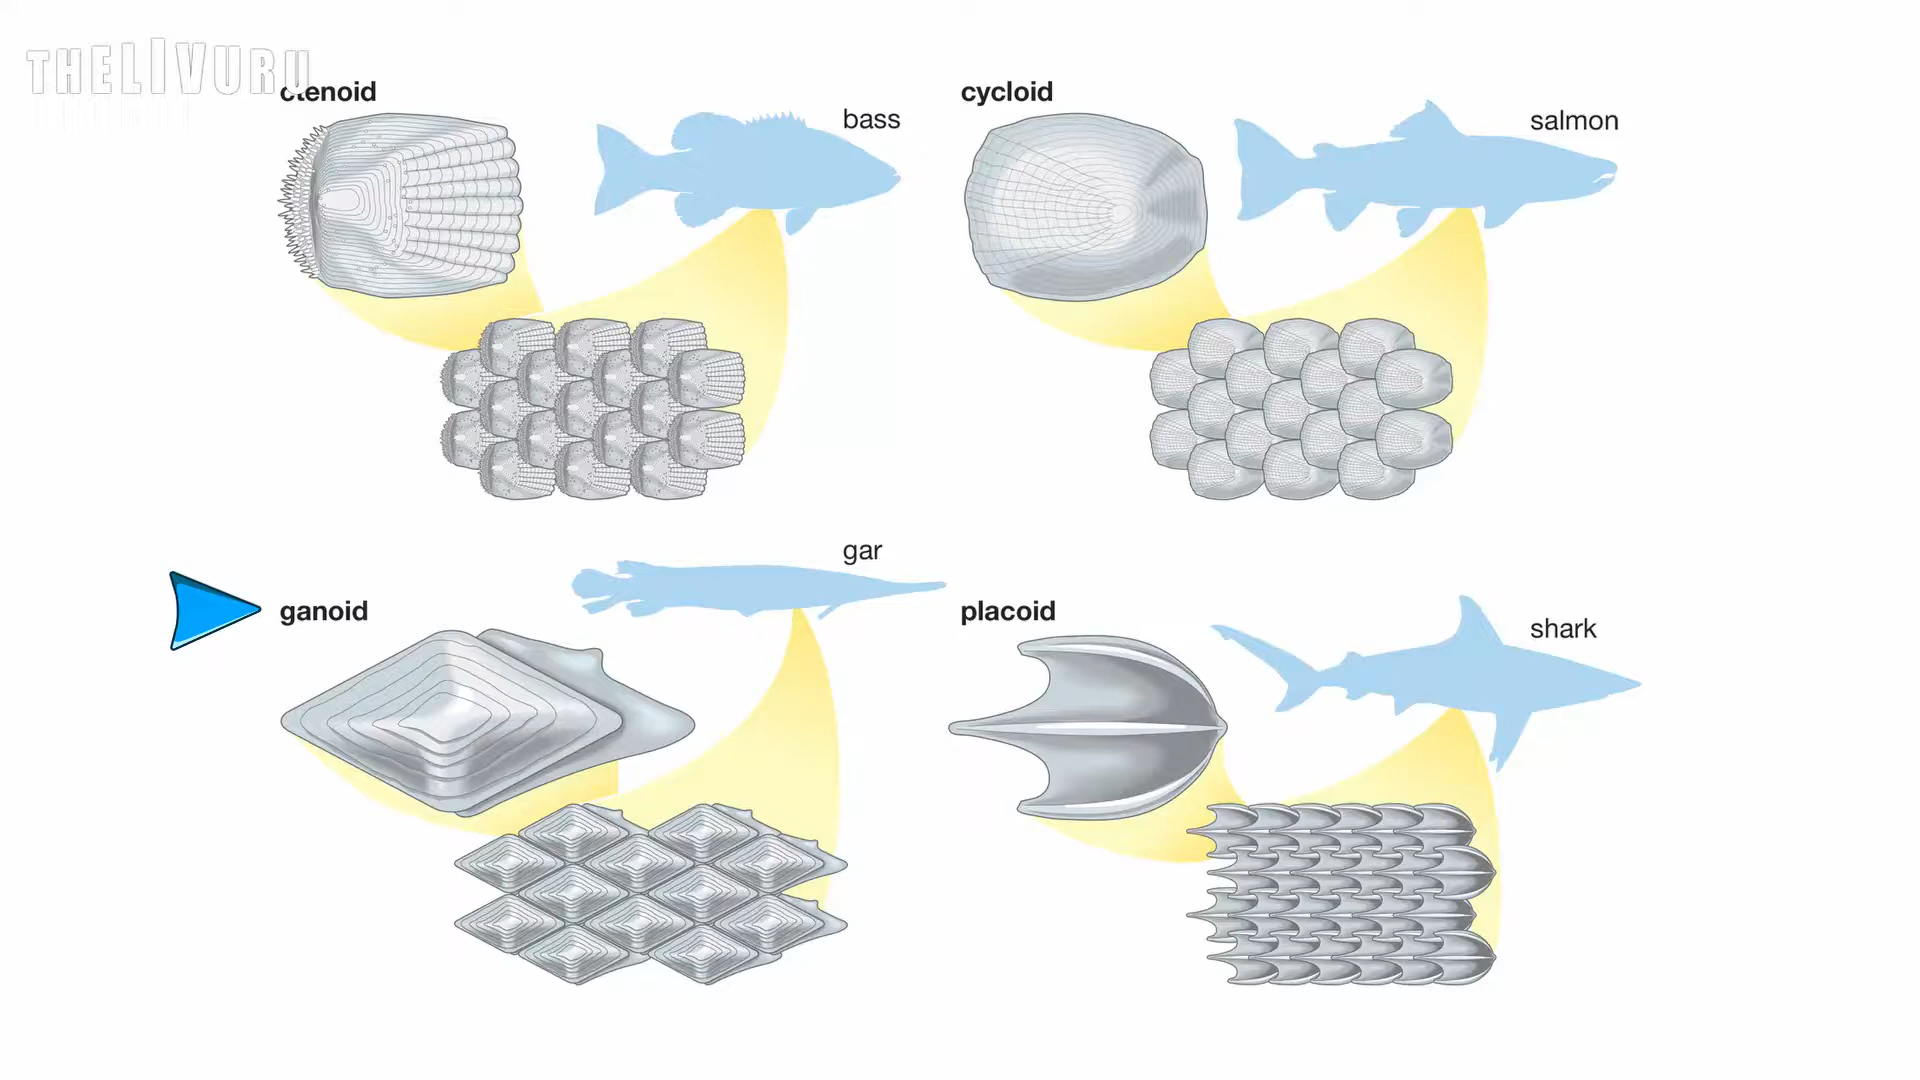 THELIVURU
ctenoid
bass
cycloid
salmon
ganoid
gar
placoid
shark